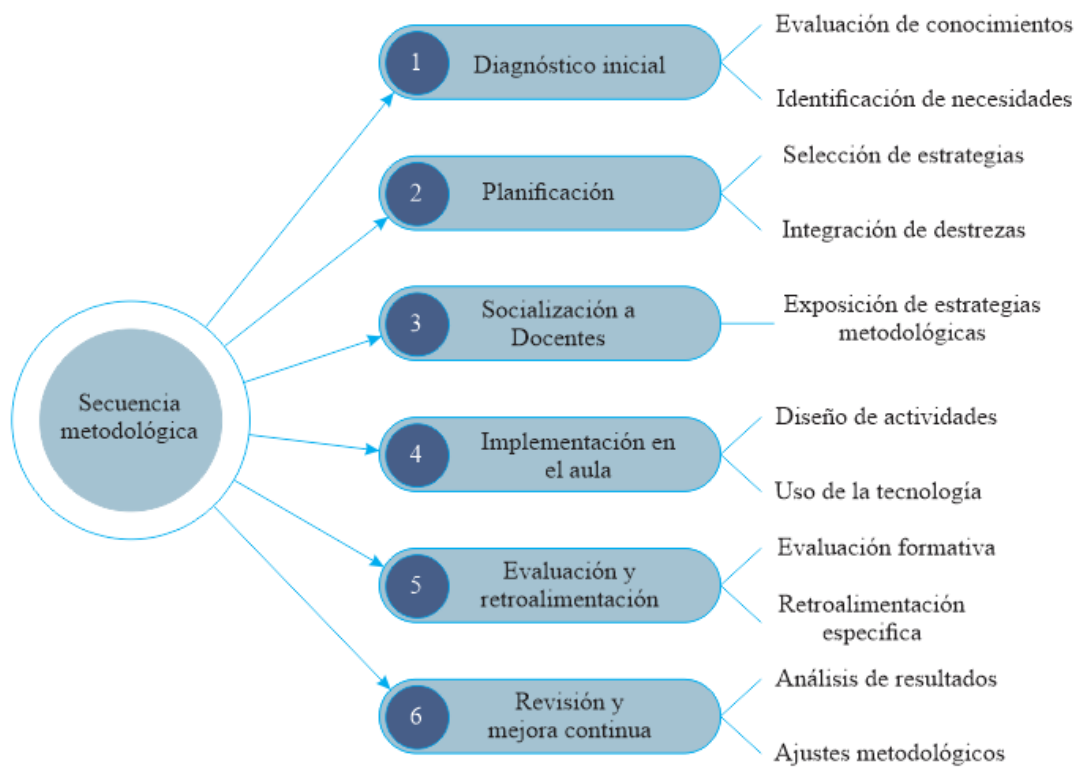 Secuencia
metodológica
1
Diagnóstico inicial
Evaluación de conocimientos
Identificación de necesidades
2
Planificación
Selección de estrategias
Integración de destrezas
3
Socialización a
Docentes
Exposición de estrategias
metodológicas
4
Implementación en
el aula
Diseño de actividades
Uso de la tecnología
5
Evaluación y
retroalimentación
Evaluación formativa
Retroalimentación
especifica
6
Revisión y
mejora continua
Análisis de resultados
Ajustes metodológicos